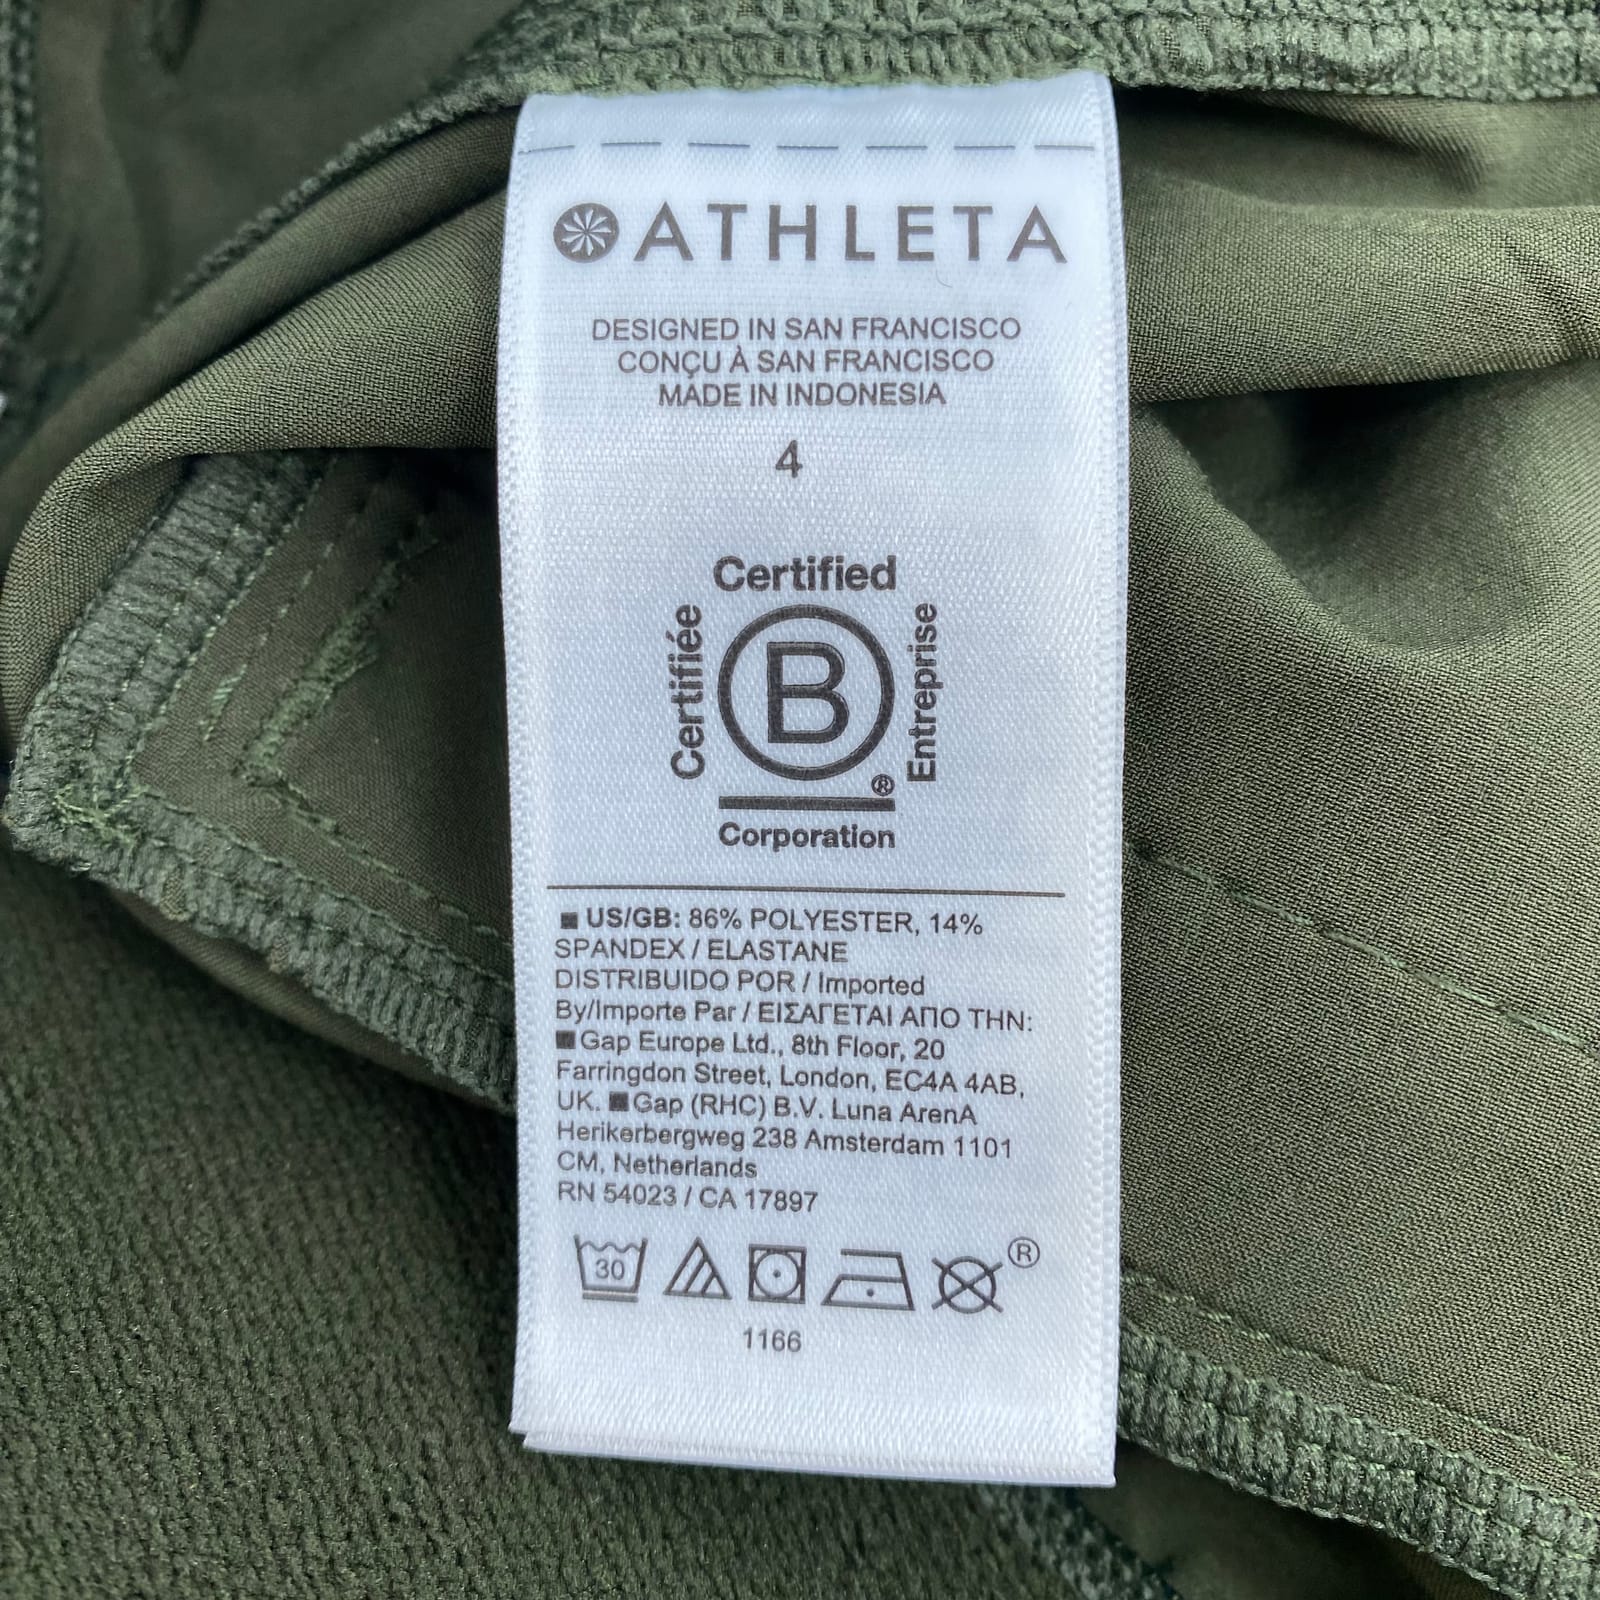 ATHLETA
DESIGNED IN SAN FRANCISCO
CONÇU À SAN FRANCISCO
MADE IN INDONESIA
4
Certified
Certifiée
B
Entreprise
®
Corporation
US/GB: 86% POLYESTER, 14%
SPANDEX / ELASTANE
DISTRIBUIDO POR / Imported
By/Importe Par / ΕΙΣΑΓΕΤΑΙ ΑΠΟ ΤΗΝ:
Gap Europe Ltd., 8th Floor, 20
Farringdon Street, London, EC4A 4AB,
UK. Gap (RHC) B.V. Luna ArenA
Herikerbergweg 238 Amsterdam 1101
CM, Netherlands
RN 54023 / CA 17897
30 ®
1166